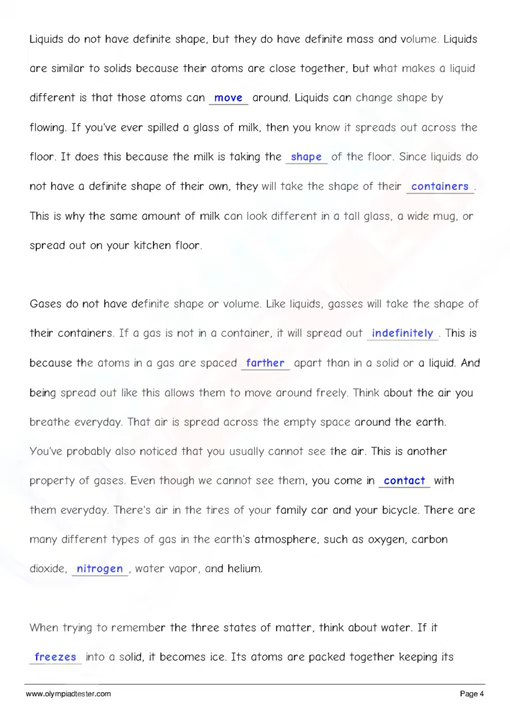 Liquids do not have definite shape, but they do have definite mass and volume. Liquids
are similar to solids because their atoms are close together, but what makes a liquid
different is that those atoms can move around. Liquids can change shape by
flowing. If you've ever spilled a glass of milk, then you know it spreads out across the
floor. It does this because the milk is taking the shape of the floor. Since liquids do
not have a definite shape of their own, they will take the shape of their containers.
This is why the same amount of milk can look different in a tall glass, a wide mug, or
spread out on your kitchen floor.
Gases do not have definite shape or volume. Like liquids, gasses will take the shape of
their containers. If a gas is not in a container, it will spread out indefinitely. This is
because the atoms in a gas are spaced farther apart than in a solid or a liquid. And
being spread out like this allows them to move around freely. Think about the air you
breathe everyday. That air is spread across the empty space around the earth.
You've probably also noticed that you usually cannot see the air. This is another
property of gases. Even though we cannot see them, you come in contact with
them everyday. There's air in the tires of your family car and your bicycle. There are
many different types of gas in the earth's atmosphere, such as oxygen, carbon
dioxide, nitrogen, water vapor, and helium.
When trying to remember the three states of matter, think about water. If it
freezes into a solid, it becomes ice. Its atoms are packed together keeping its
www.olympiadtester.com Page 4